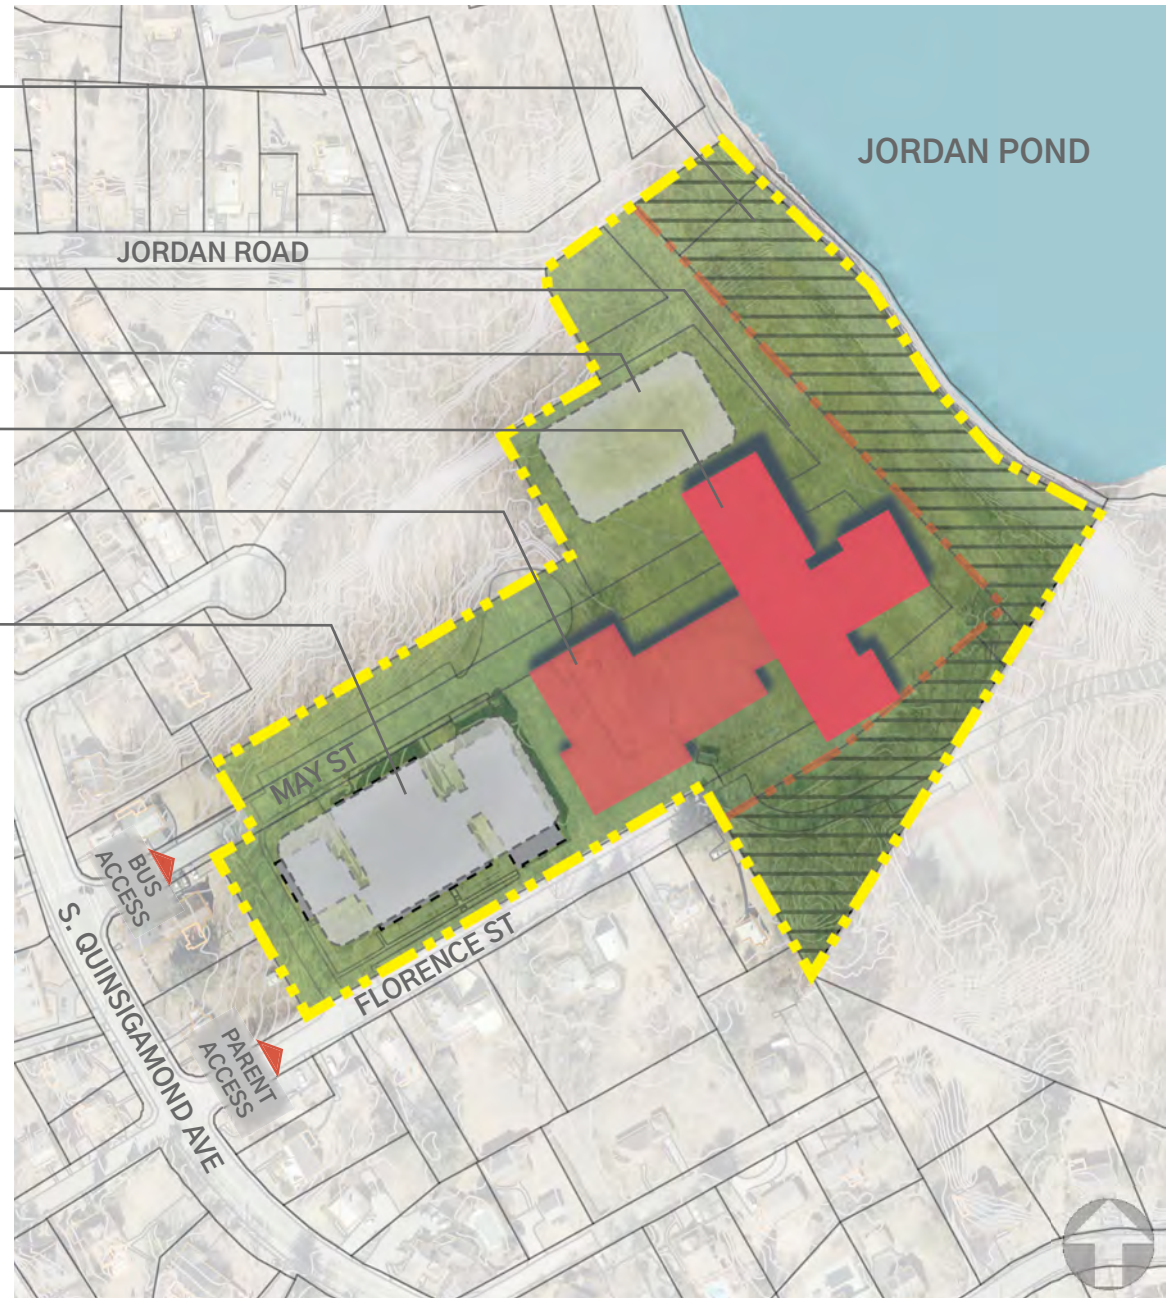 JORDAN POND
JORDAN ROAD
MAY ST
BUS
ACCESS
FLORENCE ST
S. QUINSIGAMOND AVE
PARENT
ACCESS